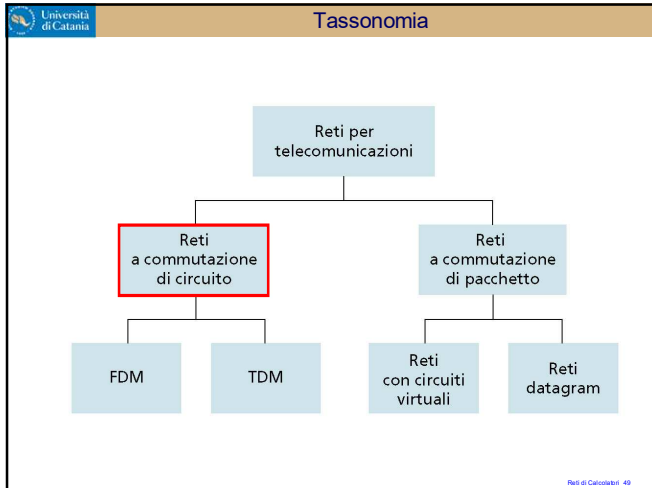 Università
di Catania
Tassonomia
Reti per
telecomunicazioni
Reti
a commutazione
di circuito
Reti
a commutazione
di pacchetto
FDM
TDM
Reti
con circuiti
virtuali
Reti
datagram
Reti di Calcolatori 49